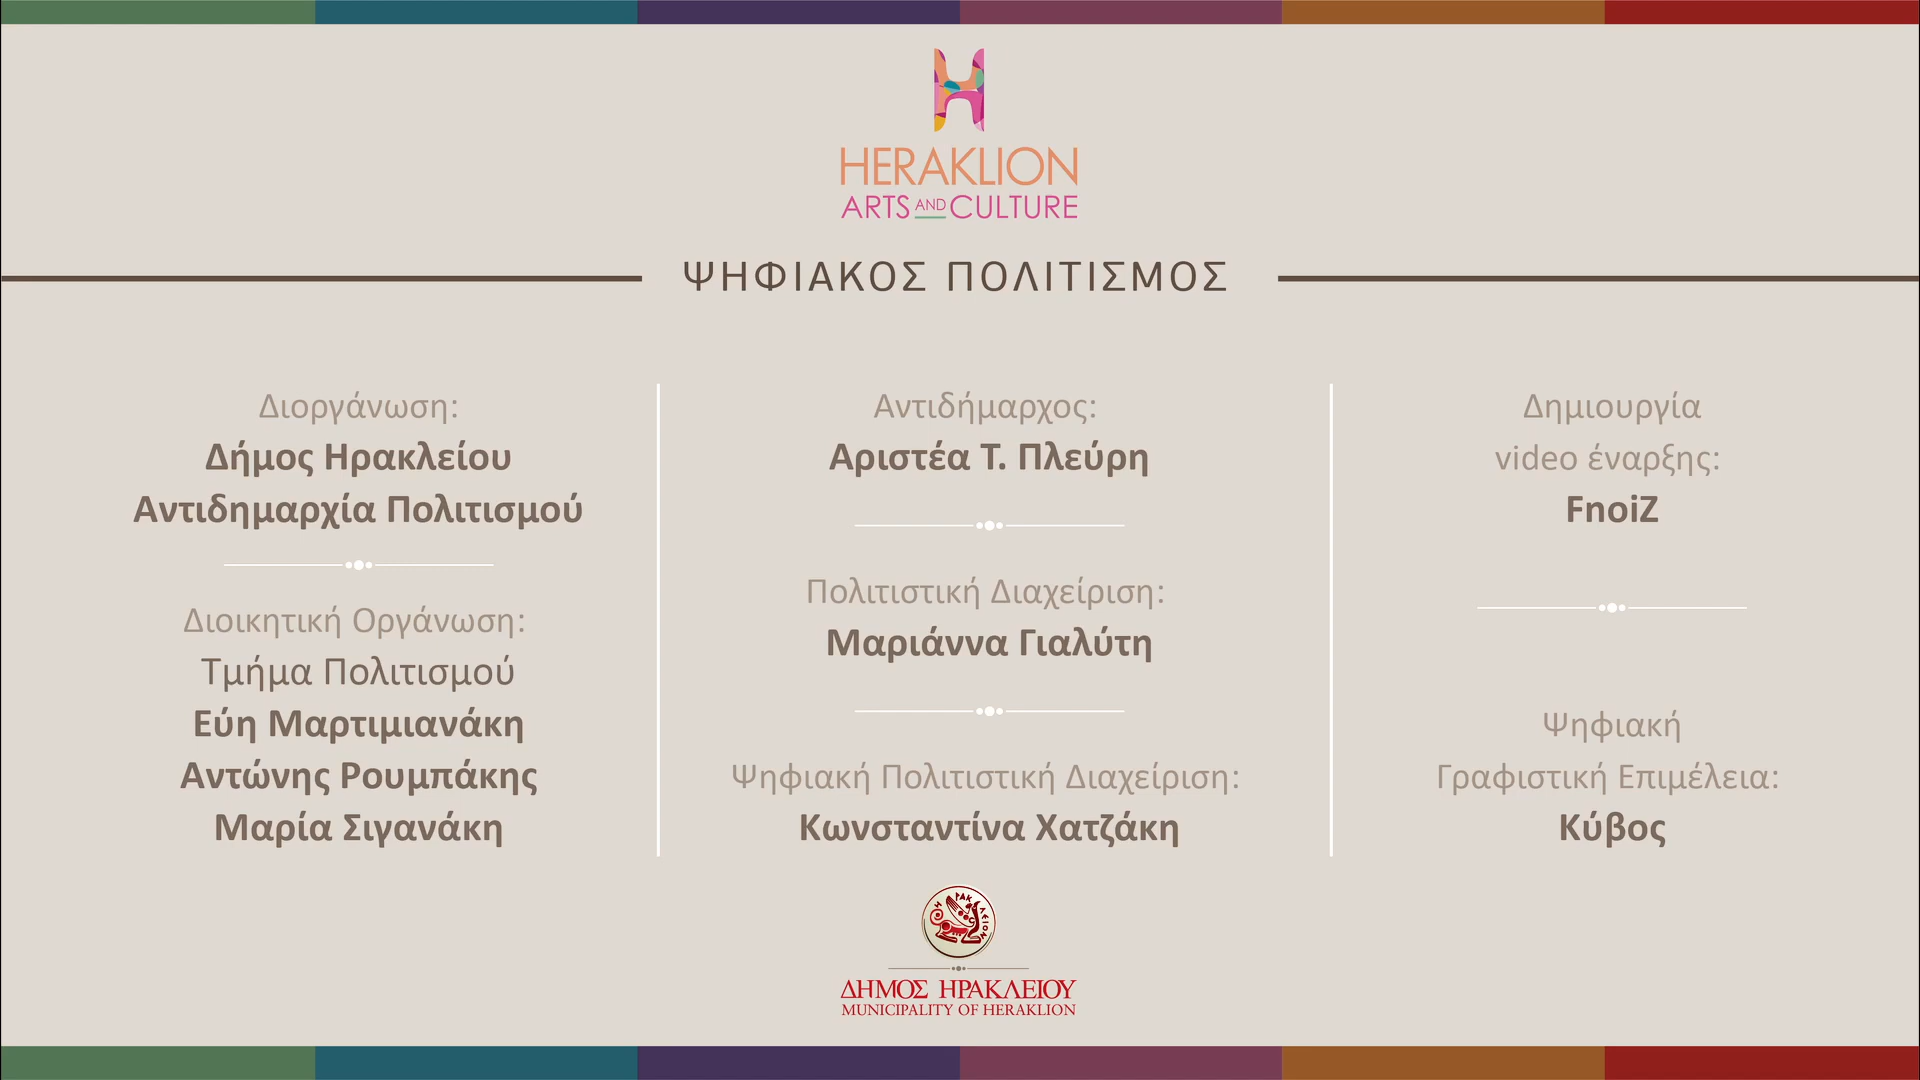 HERAKLION
ARTS AND CULTURE
ΨΗΦΙΑΚΟΣ ΠΟΛΙΤΙΣΜΟΣ
Διοργάνωση:
Δήμος Ηρακλείου
Αντιδημαρχία Πολιτισμού
Διοικητική Οργάνωση:
Τμήμα Πολιτισμού
Εύη Μαρτιμιανάκη
Αντώνης Ρουμπάκης
Μαρία Σιγανάκη
Αντιδήμαρχος:
Αριστέα Τ. Πλεύρη
Πολιτιστική Διαχείριση:
Μαριάννα Γιαλύτη
Ψηφιακή Πολιτιστική Διαχείριση:
Κωνσταντίνα Χατζάκη
Δημιουργία
video έναρξης:
FnoiZ
Ψηφιακή
Γραφιστική Επιμέλεια:
Κύβος
ΗΡΑΚΛΕΙΟΝ
ΔΗΜΟΣ ΗΡΑΚΛΕΙΟΥ
MUNICIPALITY OF HERAKLION